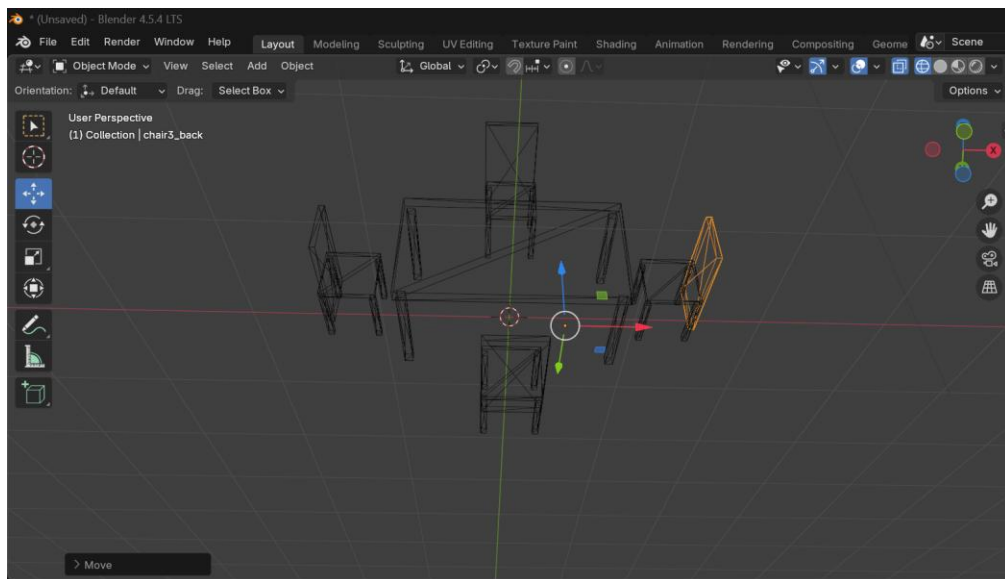 * (Unsaved) - Blender 4.5.4 LTS
File Edit Render Window Help Layout Modeling Sculpting UV Editing Texture Paint Shading Animation Rendering Compositing Geome Scene
Object Mode View Select Add Object Global
Orientation: Default Drag: Select Box Options
User Perspective
(1) Collection | chair3_back
X
Move